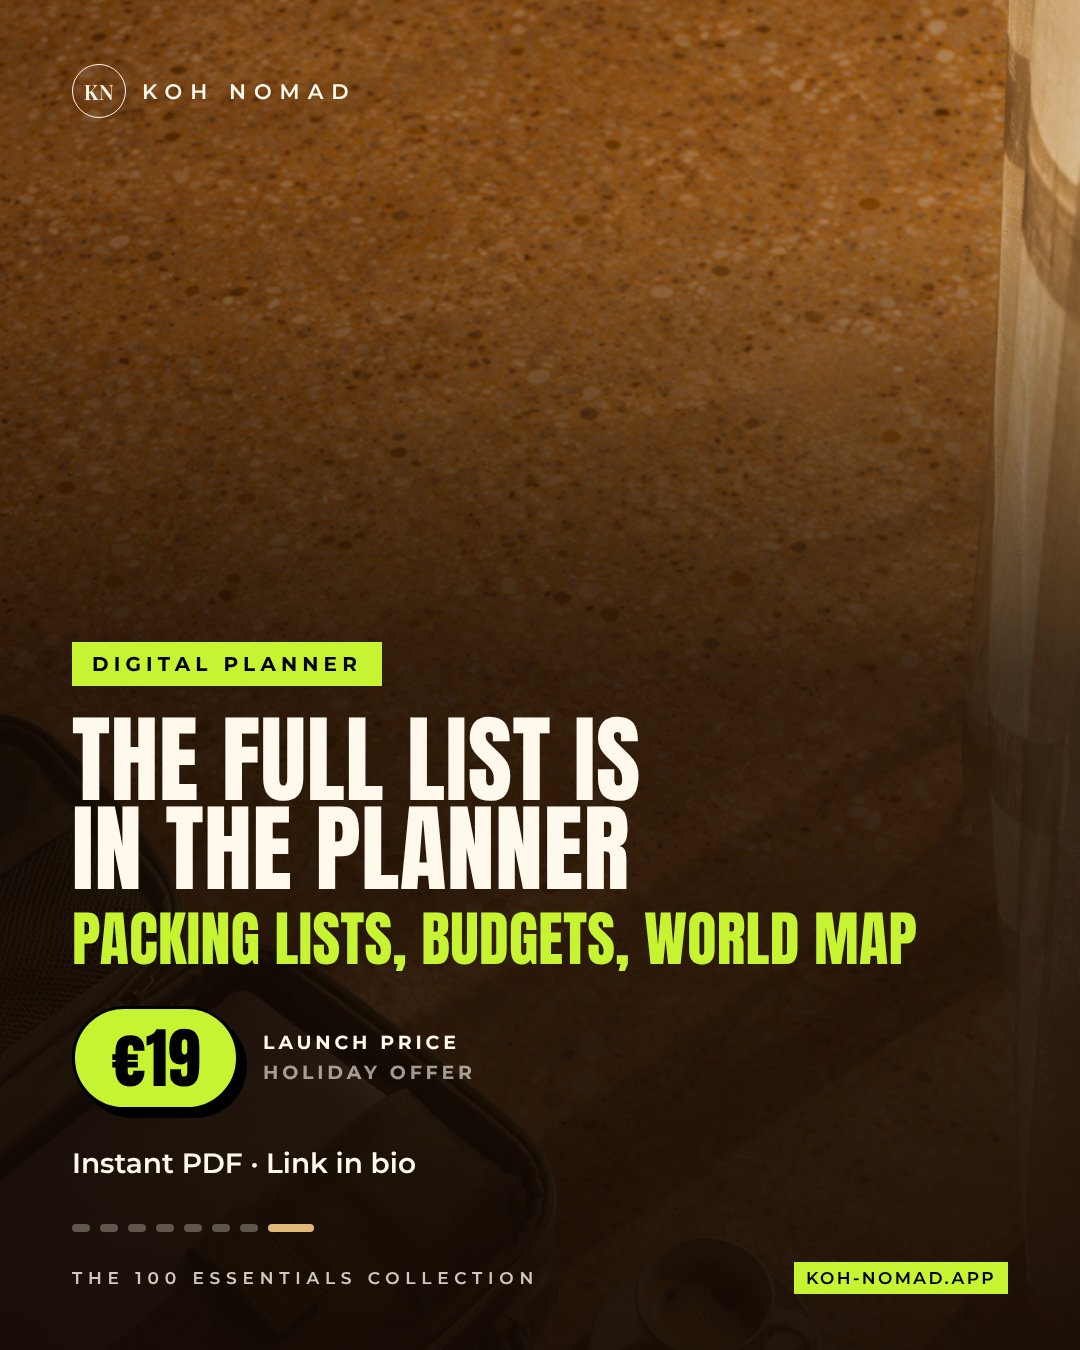 KN KOH NOMAD
DIGITAL PLANNER
THE FULL LIST IS
IN THE PLANNER
PACKING LISTS, BUDGETS, WORLD MAP
€19
LAUNCH PRICE
HOLIDAY OFFER
Instant PDF · Link in bio
THE 100 ESSENTIALS COLLECTION
KOH-NOMAD.APP